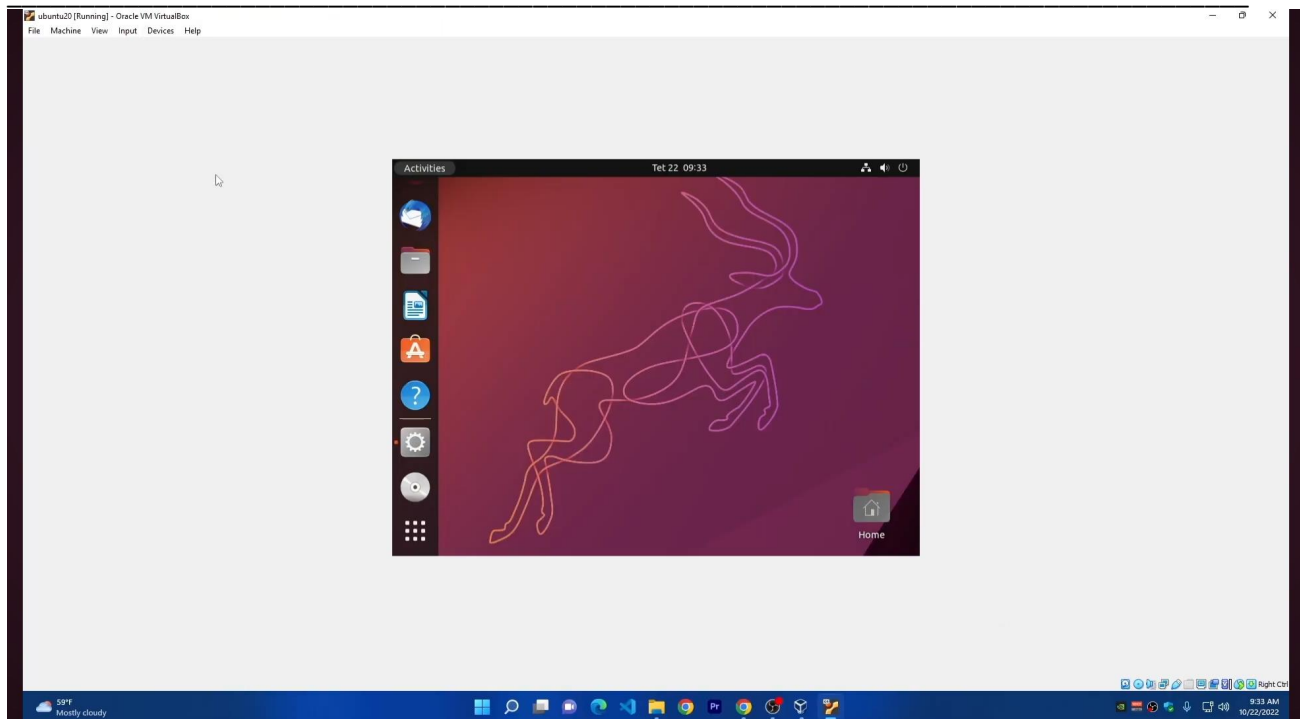 ubuntu20 [Running] - Oracle VM VirtualBox
File Machine View Input Devices Help
Activities
Tet 22 09:33
Home
Right Ctrl
59°F
Mostly cloudy
Pr
9:33 AM
10/22/2022